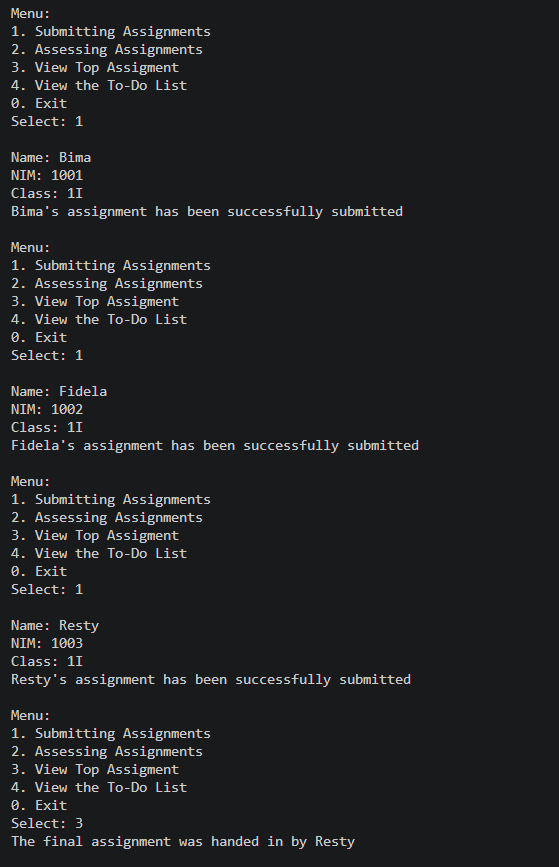 Menu:
1. Submitting Assignments
2. Assessing Assignments
3. View Top Assigment
4. View the To-Do List
0. Exit
Select: 1
Name: Bima
NIM: 1001
Class: 1I
Bima's assignment has been successfully submitted
Menu:
1. Submitting Assignments
2. Assessing Assignments
3. View Top Assigment
4. View the To-Do List
0. Exit
Select: 1
Name: Fidela
NIM: 1002
Class: 1I
Fidela's assignment has been successfully submitted
Menu:
1. Submitting Assignments
2. Assessing Assignments
3. View Top Assigment
4. View the To-Do List
0. Exit
Select: 1
Name: Resty
NIM: 1003
Class: 1I
Resty's assignment has been successfully submitted
Menu:
1. Submitting Assignments
2. Assessing Assignments
3. View Top Assigment
4. View the To-Do List
0. Exit
Select: 3
The final assignment was handed in by Resty